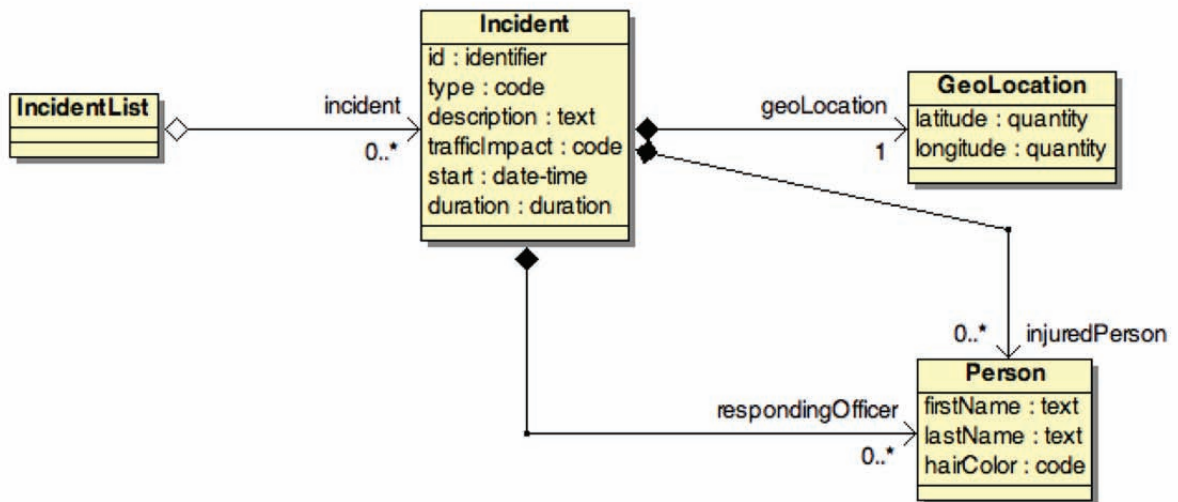 Incident
id : identifier
type : code
description : text
trafficImpact : code
start : date-time
duration : duration
IncidentList
incident
0..*
geoLocation
1
GeoLocation
latitude : quantity
longitude : quantity
0..*
injuredPerson
respondingOfficer
0..*
Person
firstName : text
lastName : text
hairColor : code